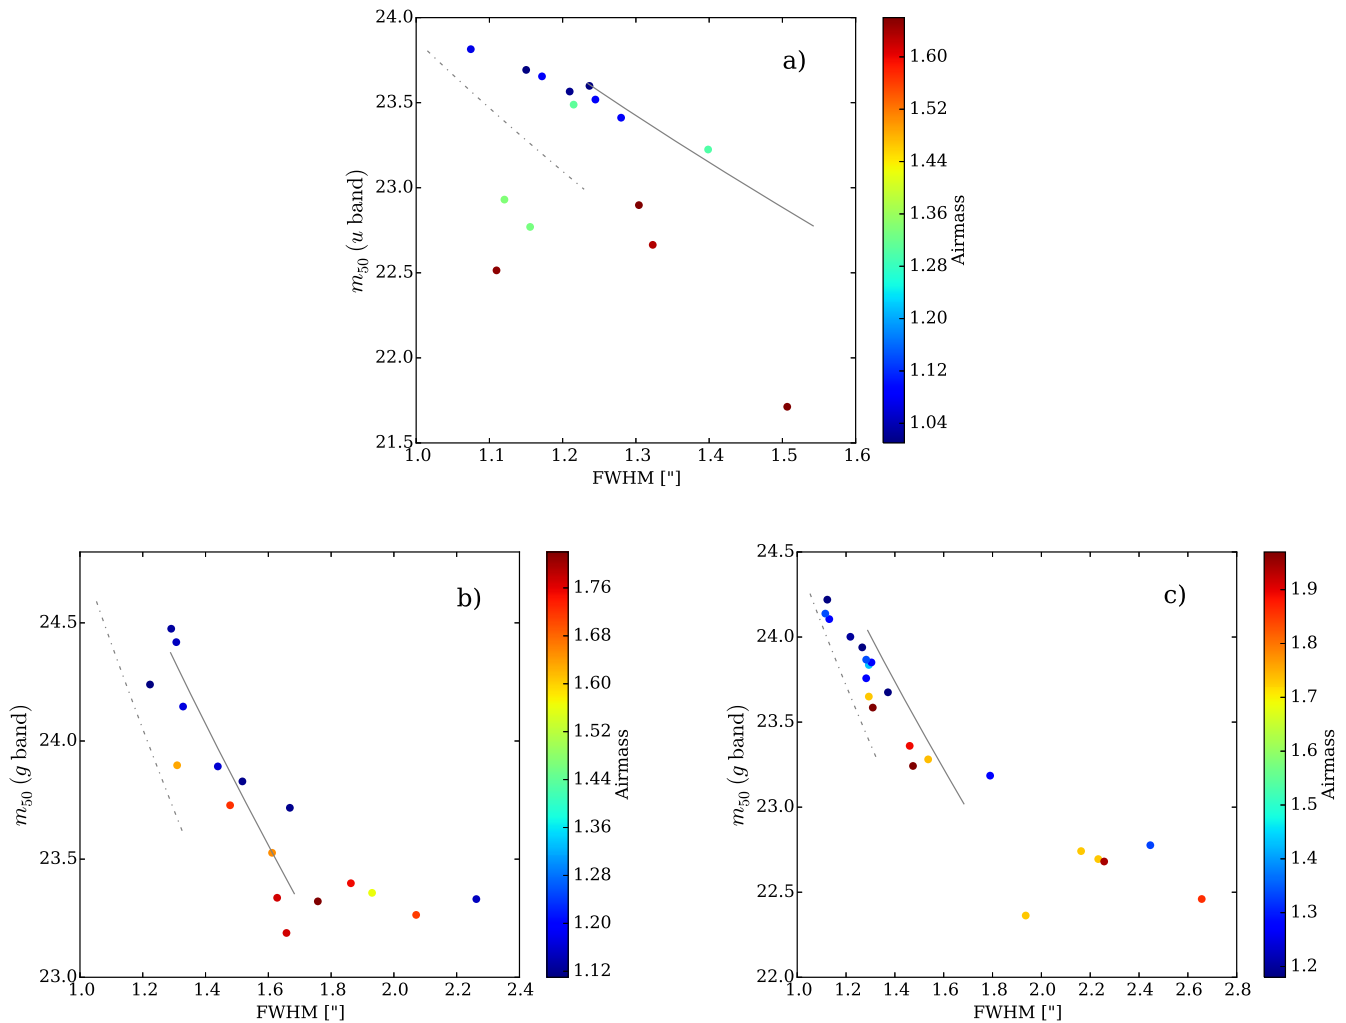 a)
24.0
23.5
23.0
22.5
22.0
21.5
m50 (u band)
1.0 1.1 1.2 1.3 1.4 1.5 1.6
FWHM ["]
1.60
1.52
1.44
1.36
1.28
1.20
1.12
1.04
Airmass
b)
24.5
24.0
23.5
23.0
m50 (g band)
1.0 1.2 1.4 1.6 1.8 2.0 2.2 2.4
FWHM ["]
1.76
1.68
1.60
1.52
1.44
1.36
1.28
1.20
1.12
Airmass
c)
24.5
24.0
23.5
23.0
22.5
22.0
m50 (g band)
1.0 1.2 1.4 1.6 1.8 2.0 2.2 2.4 2.6 2.8
FWHM ["]
1.9
1.8
1.7
1.6
1.5
1.4
1.3
1.2
Airmass